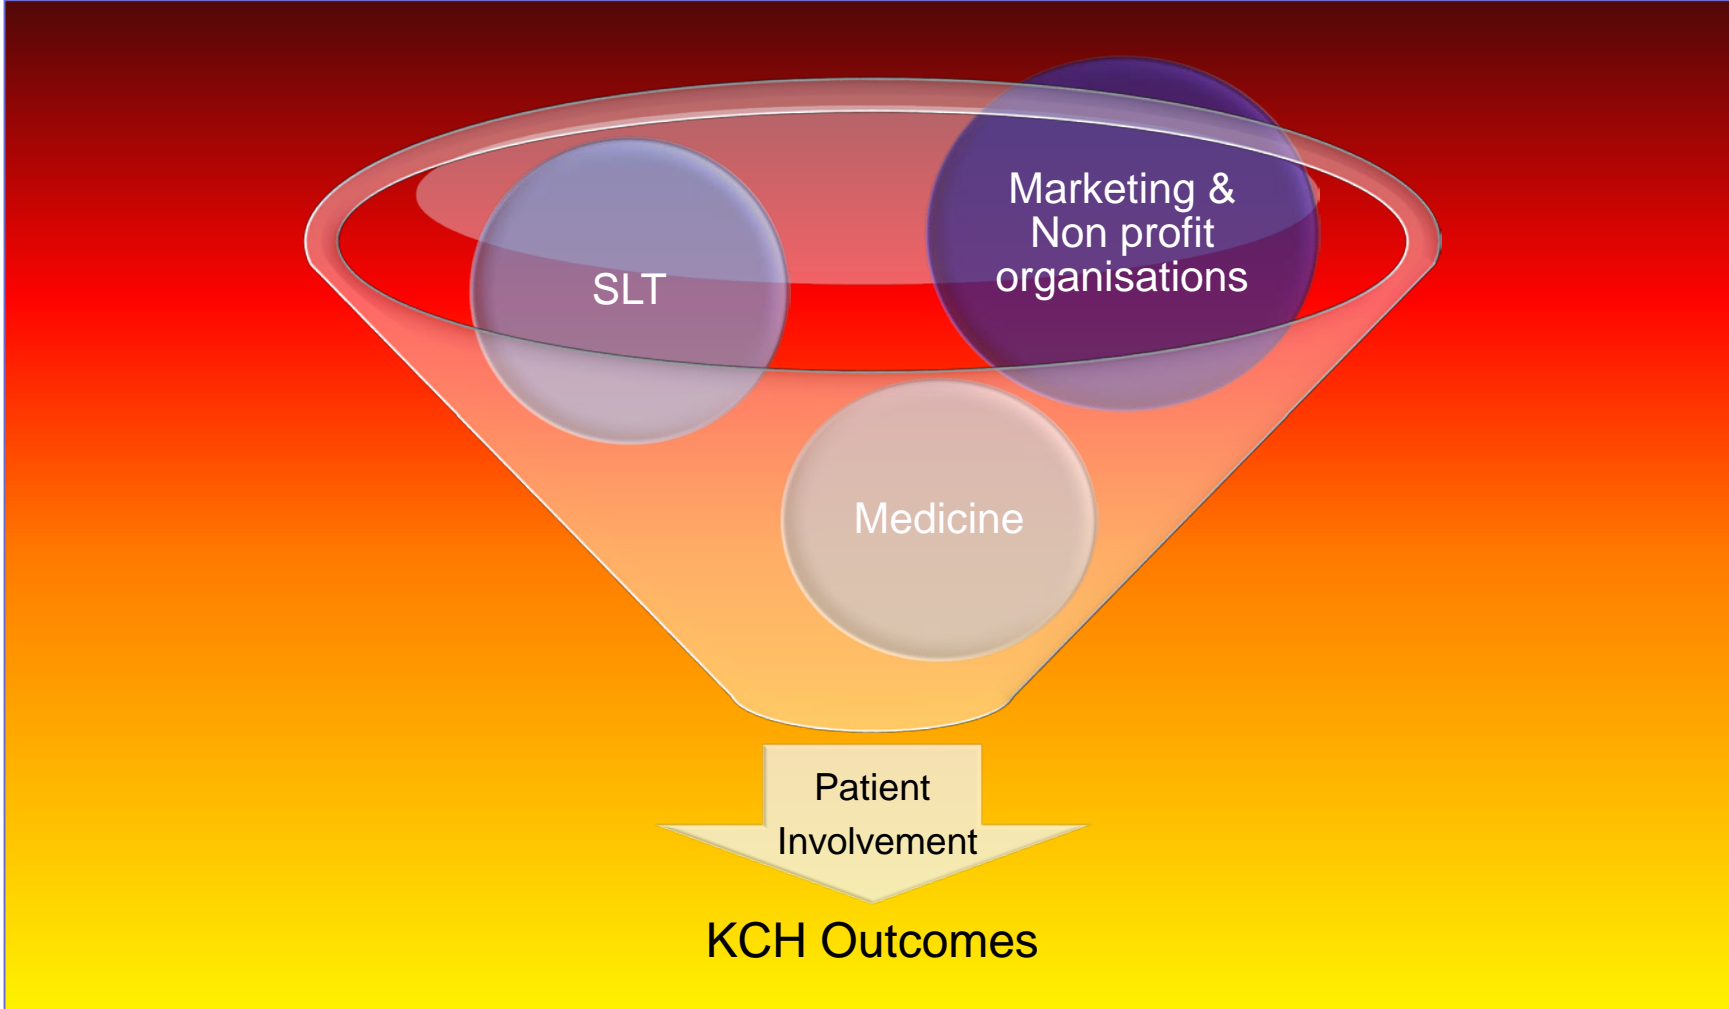 Marketing &
Non profit
organisations
SLT
Medicine
Patient
Involvement
KCH Outcomes